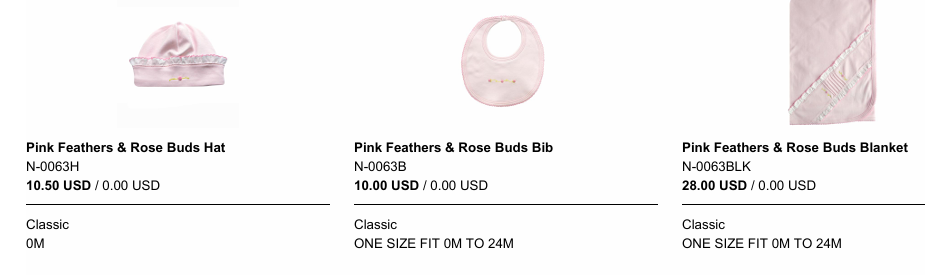 Pink Feathers & Rose Buds Hat
N-0063H
10.50 USD / 0.00 USD
Classic
0M
Pink Feathers & Rose Buds Bib
N-0063B
10.00 USD / 0.00 USD
Classic
ONE SIZE FIT 0M TO 24M
Pink Feathers & Rose Buds Blanket
N-0063BLK
28.00 USD / 0.00 USD
Classic
ONE SIZE FIT 0M TO 24M